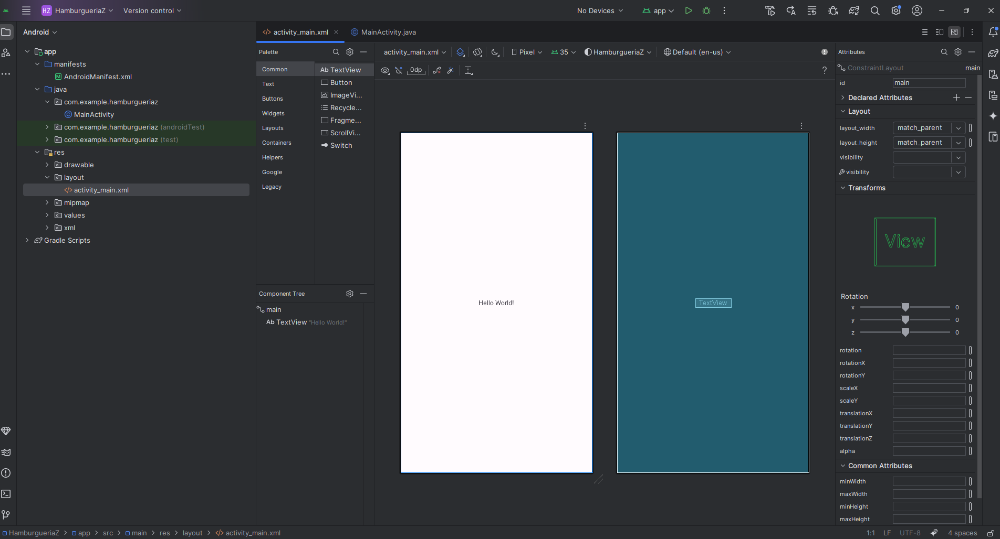 HZ HamburgueriaZ Version control No Devices app
Android
activity_main.xml MainActivity.java
app
manifests
AndroidManifest.xml
java
com.example.hamburgueriaz
MainActivity
com.example.hamburgueriaz (androidTest)
com.example.hamburgueriaz (test)
res
drawable
layout
activity_main.xml
mipmap
values
xml
Gradle Scripts
Palette
Common
Text
Buttons
Widgets
Layouts
Containers
Helpers
Google
Legacy
Ab TextView
Button
ImageVi...
Recycle...
Fragme...
ScrollVi...
Switch
Component Tree
main
Ab TextView "Hello World!"
activity_main.xml Pixel 35 HamburgueriaZ Default (en-us)
0dp ?
Hello World!
TextView
Attributes
ConstraintLayout main
id main
Declared Attributes
Layout
layout_width match_parent
layout_height match_parent
visibility
visibility
Transforms
View
Rotation
x 0
y 0
z 0
rotation
rotationX
rotationY
scaleX
scaleY
translationX
translationY
translationZ
alpha
Common Attributes
minWidth
maxWidth
minHeight
maxHeight
HamburgueriaZ > app > src > main > res > layout > activity_main.xml 1:1 LF UTF-8 4 spaces